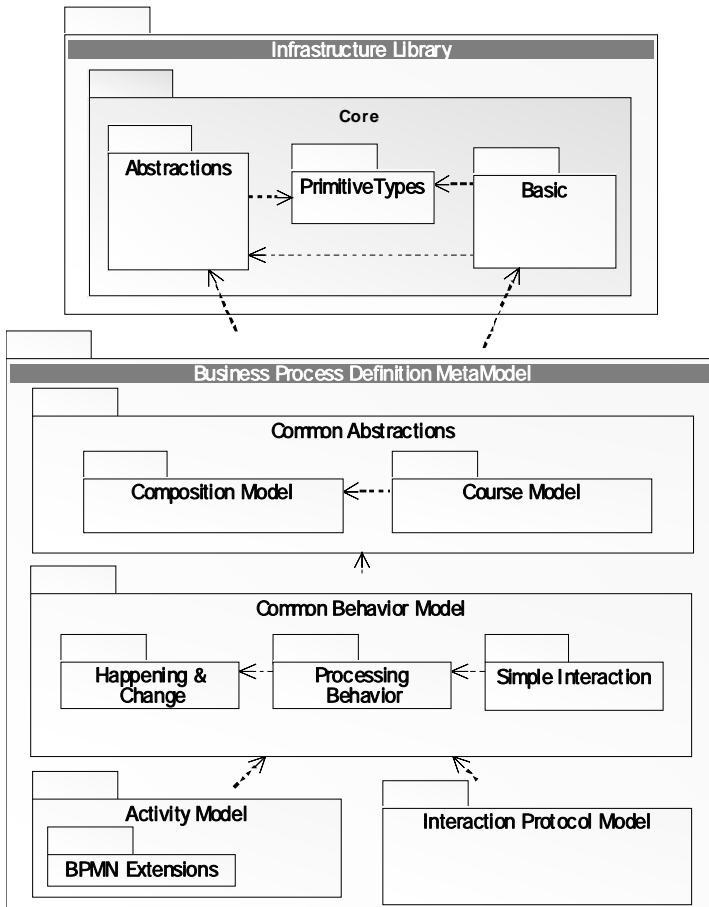 Infrastructure Library
Core
Abstractions
PrimitiveTypes
Basic
Business Process Definition MetaModel
Common Abstractions
Composition Model
Course Model
Common Behavior Model
Happening &
Change
Processing
Behavior
Simple Interaction
Activity Model
BPMN Extensions
Interaction Protocol Model